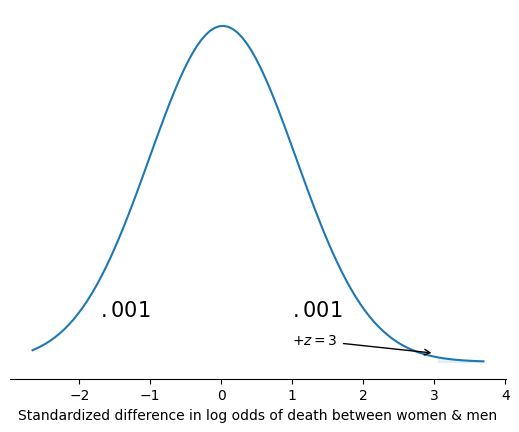 .001 .001
+z = 3
−2 −1 0 1 2 3 4
Standardized difference in log odds of death between women & men